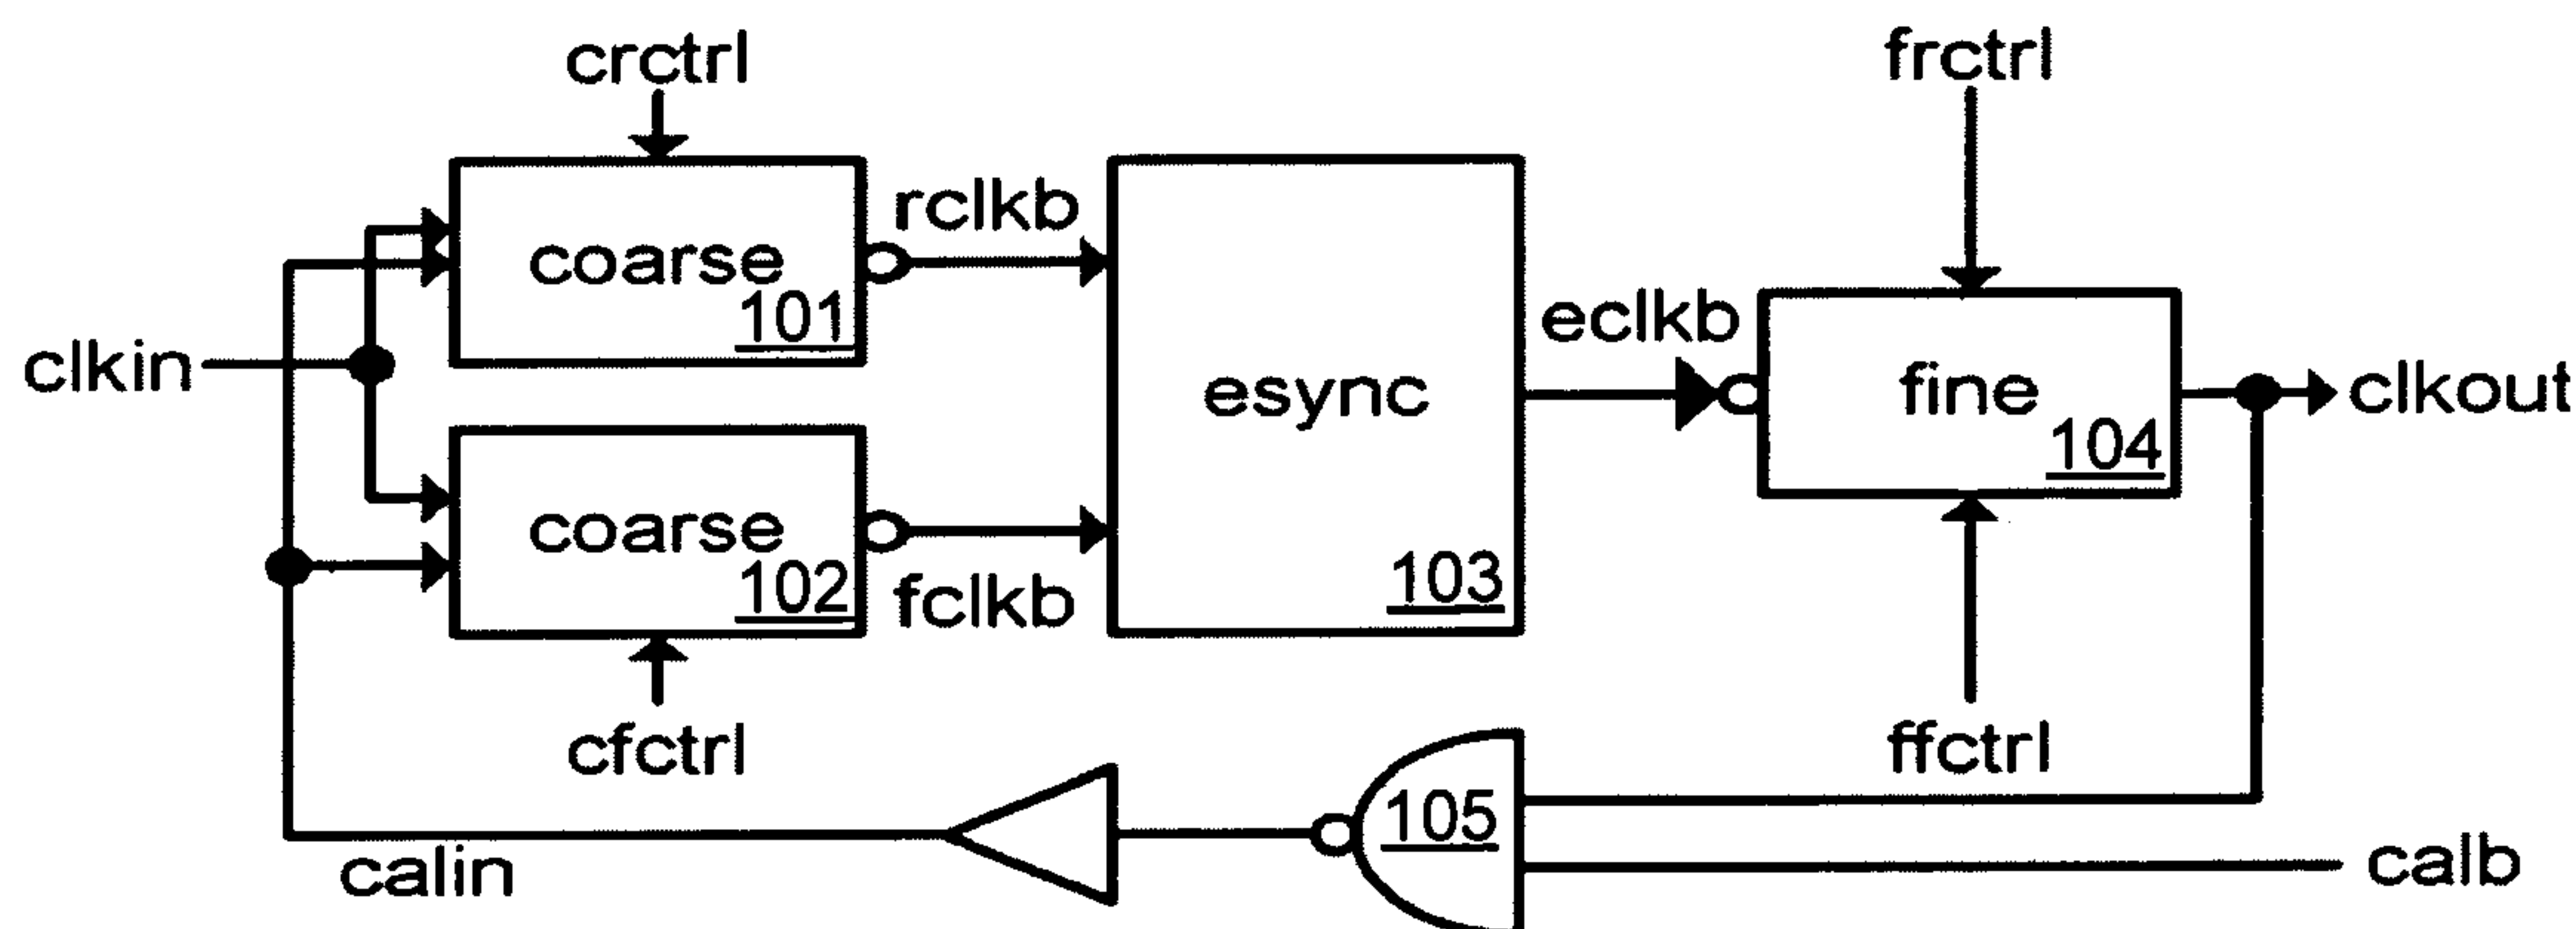 crctrl
frctrl
rclkb
coarse
101
eclkb
clkin
esync
fine
104
clkout
coarse
102
fclkb
103
cfctrl
ffctrl
105
calin
calb